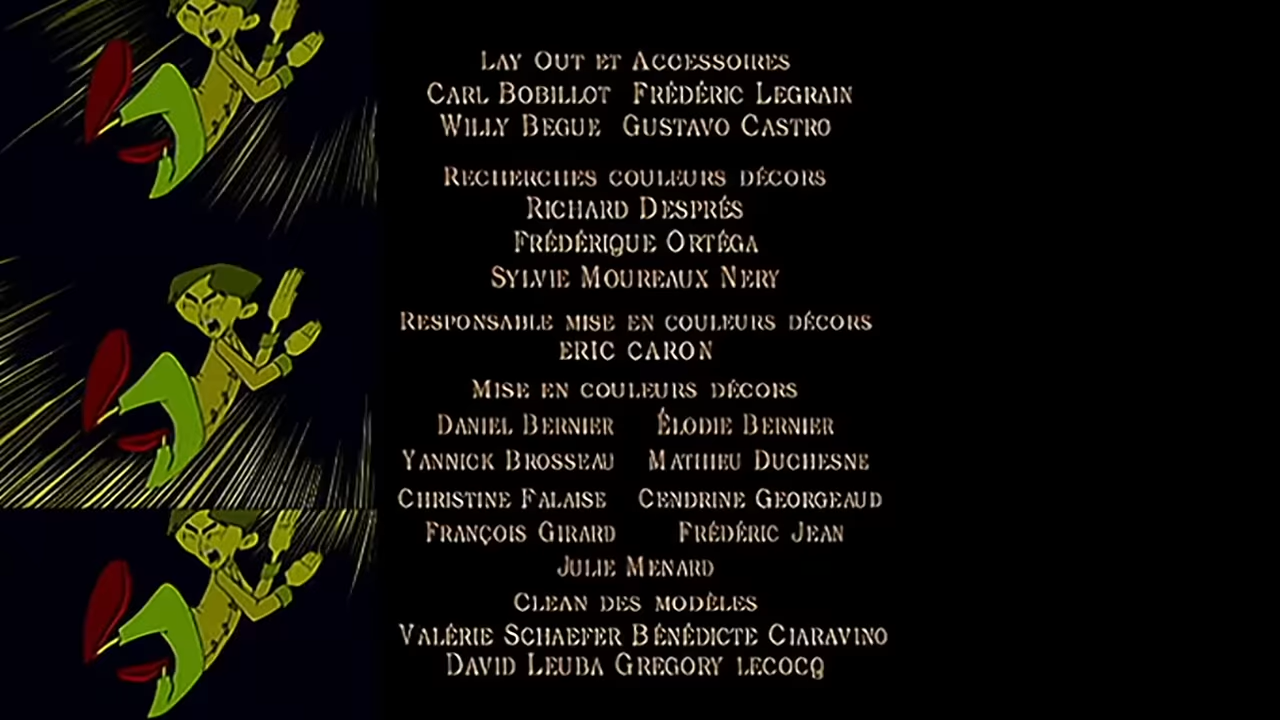 Lay Out et Accessoires
Carl Bobillot Frédéric Legrain
Willy Begue Gustavo Castro
Recherches couleurs décors
Richard Després
Frédérique Ortéga
Sylvie Moureaux Nery
Responsable mise en couleurs décors
ERIC CARON
Mise en couleurs décors
Daniel Bernier Élodie Bernier
Yannick Brosseau Mathieu Duchesne
Christine Falaise Cendrine Georgeaud
François Girard Frédéric Jean
Julie Menard
Clean des modèles
Valérie Schaefer Bénédicte Ciaravino
David Leuba Gregory lecocq